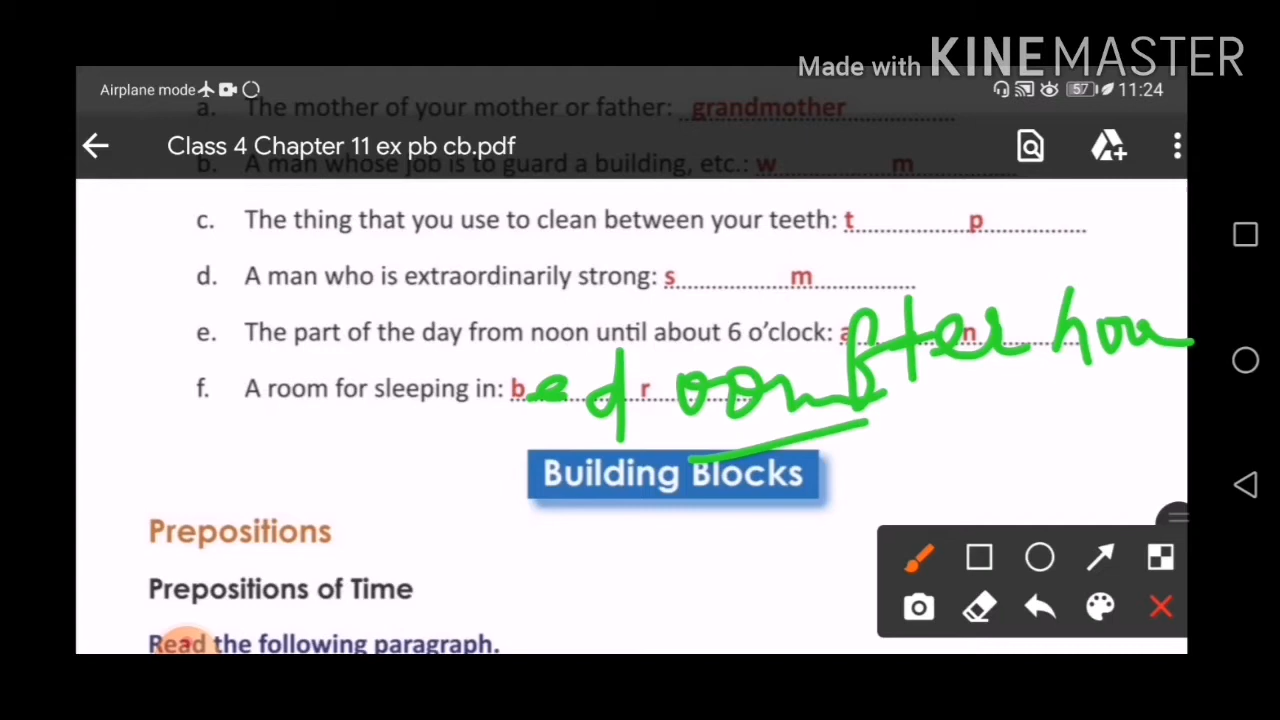 Made with KINEMASTER
Airplane mode 57 11:24
a. The mother of your mother or father: grandmother
Class 4 Chapter 11 ex pb cb.pdf
b. A man whose job is to guard a building, etc.: w m
c. The thing that you use to clean between your teeth: t p
d. A man who is extraordinarily strong: s m
e. The part of the day from noon until about 6 o'clock: after n
f. A room for sleeping in: bed room
Building Blocks
Prepositions
Prepositions of Time
Read the following paragraph.